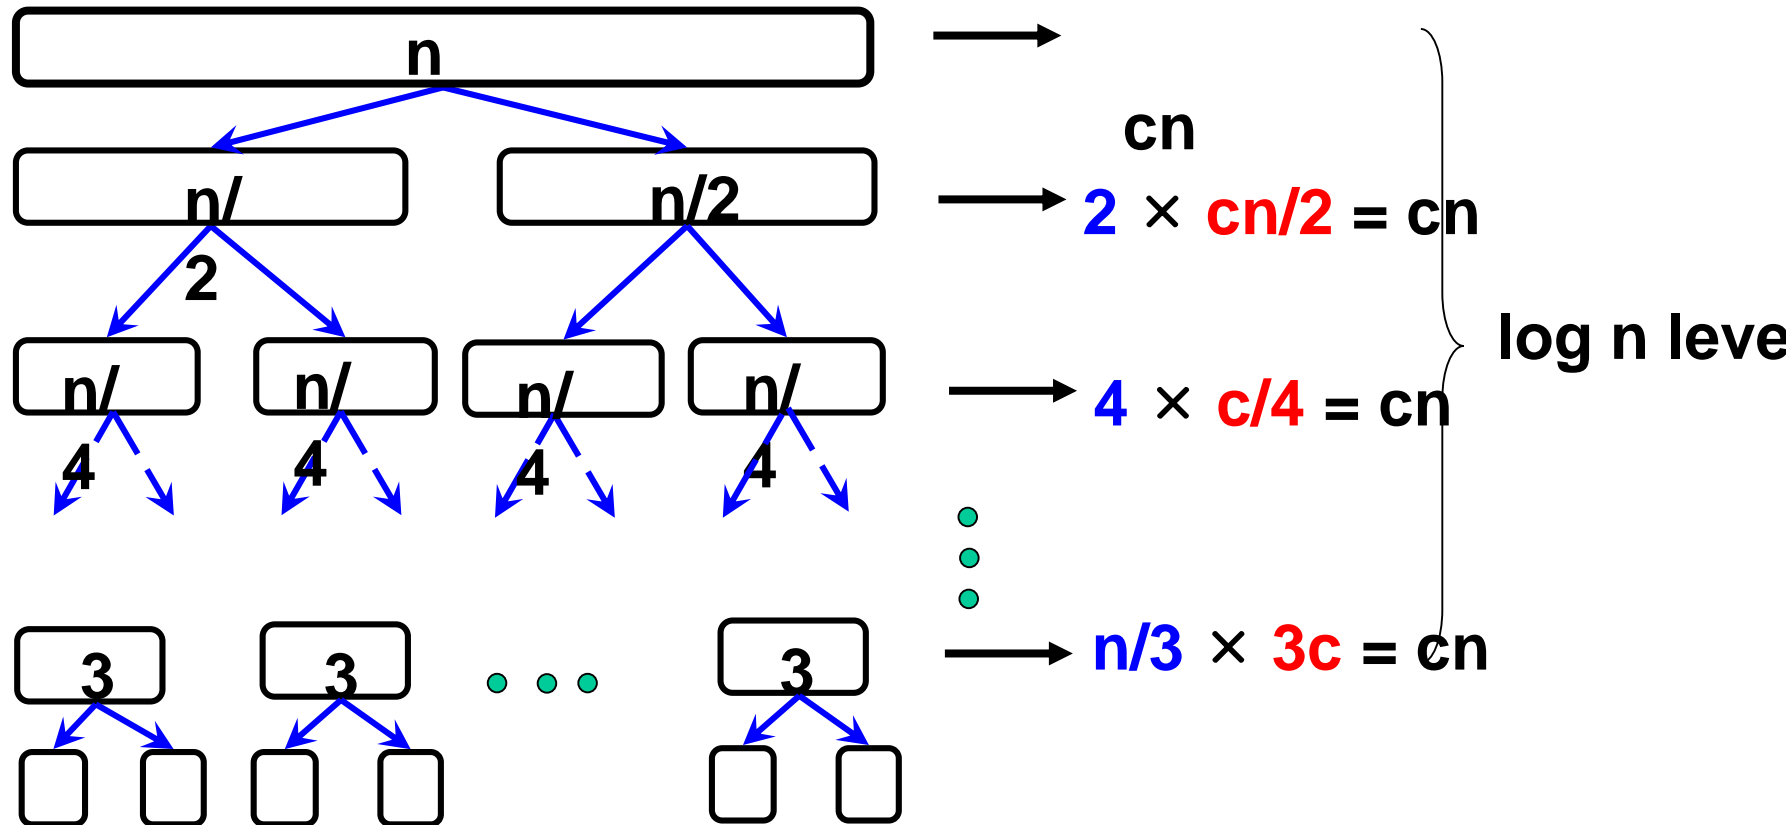 n
cn
n/2 n/2 2 × cn/2 = cn
log n leve
n/4 n/4 n/4 n/4 4 × c/4 = cn
3 3 3 n/3 × 3c = cn